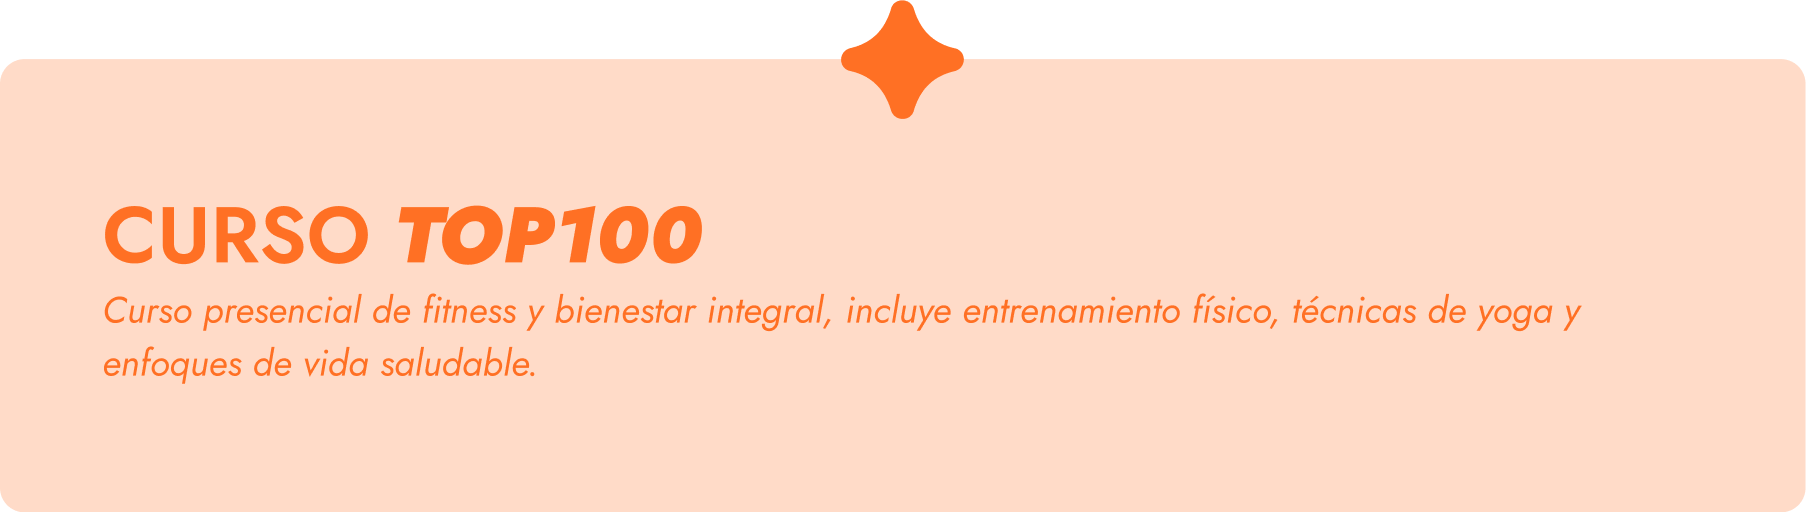 CURSO TOP100
Curso presencial de fitness y bienestar integral, incluye entrenamiento físico, técnicas de yoga y
enfoques de vida saludable.